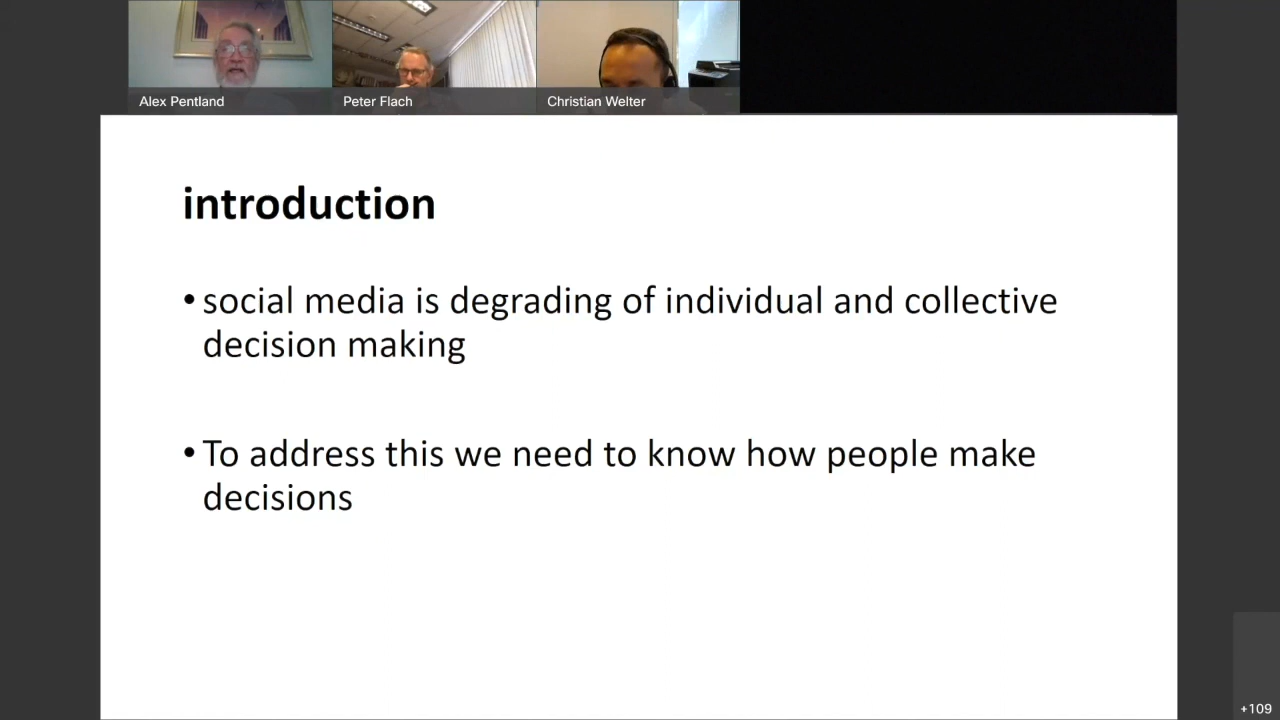 Alex Pentland
Peter Flach
Christian Welter
introduction
• social media is degrading of individual and collective
decision making
• To address this we need to know how people make
decisions
+109